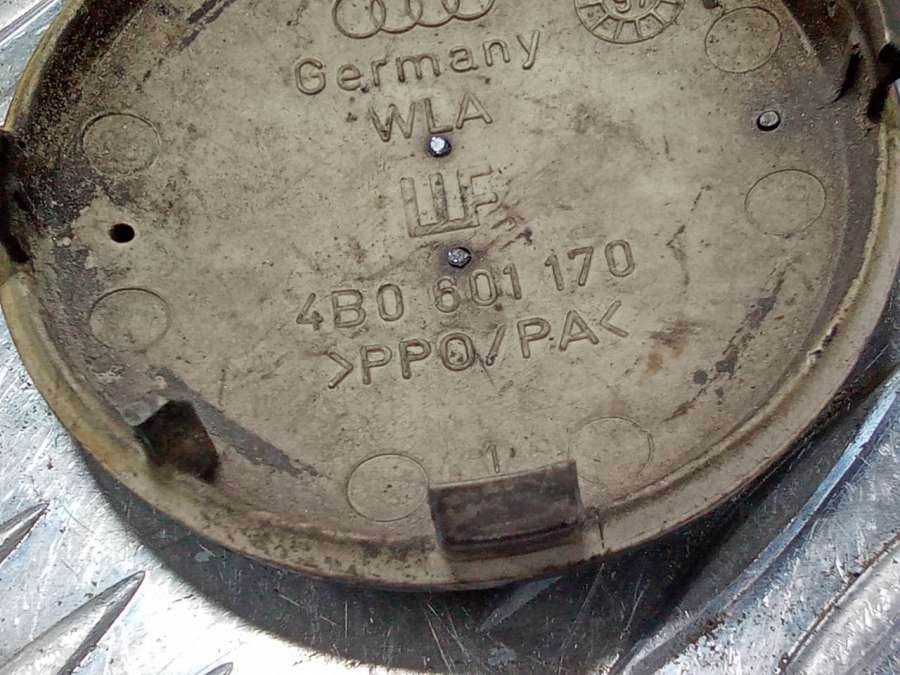 Germany
WLA
4B0 601 170
>PPO/PA<
1